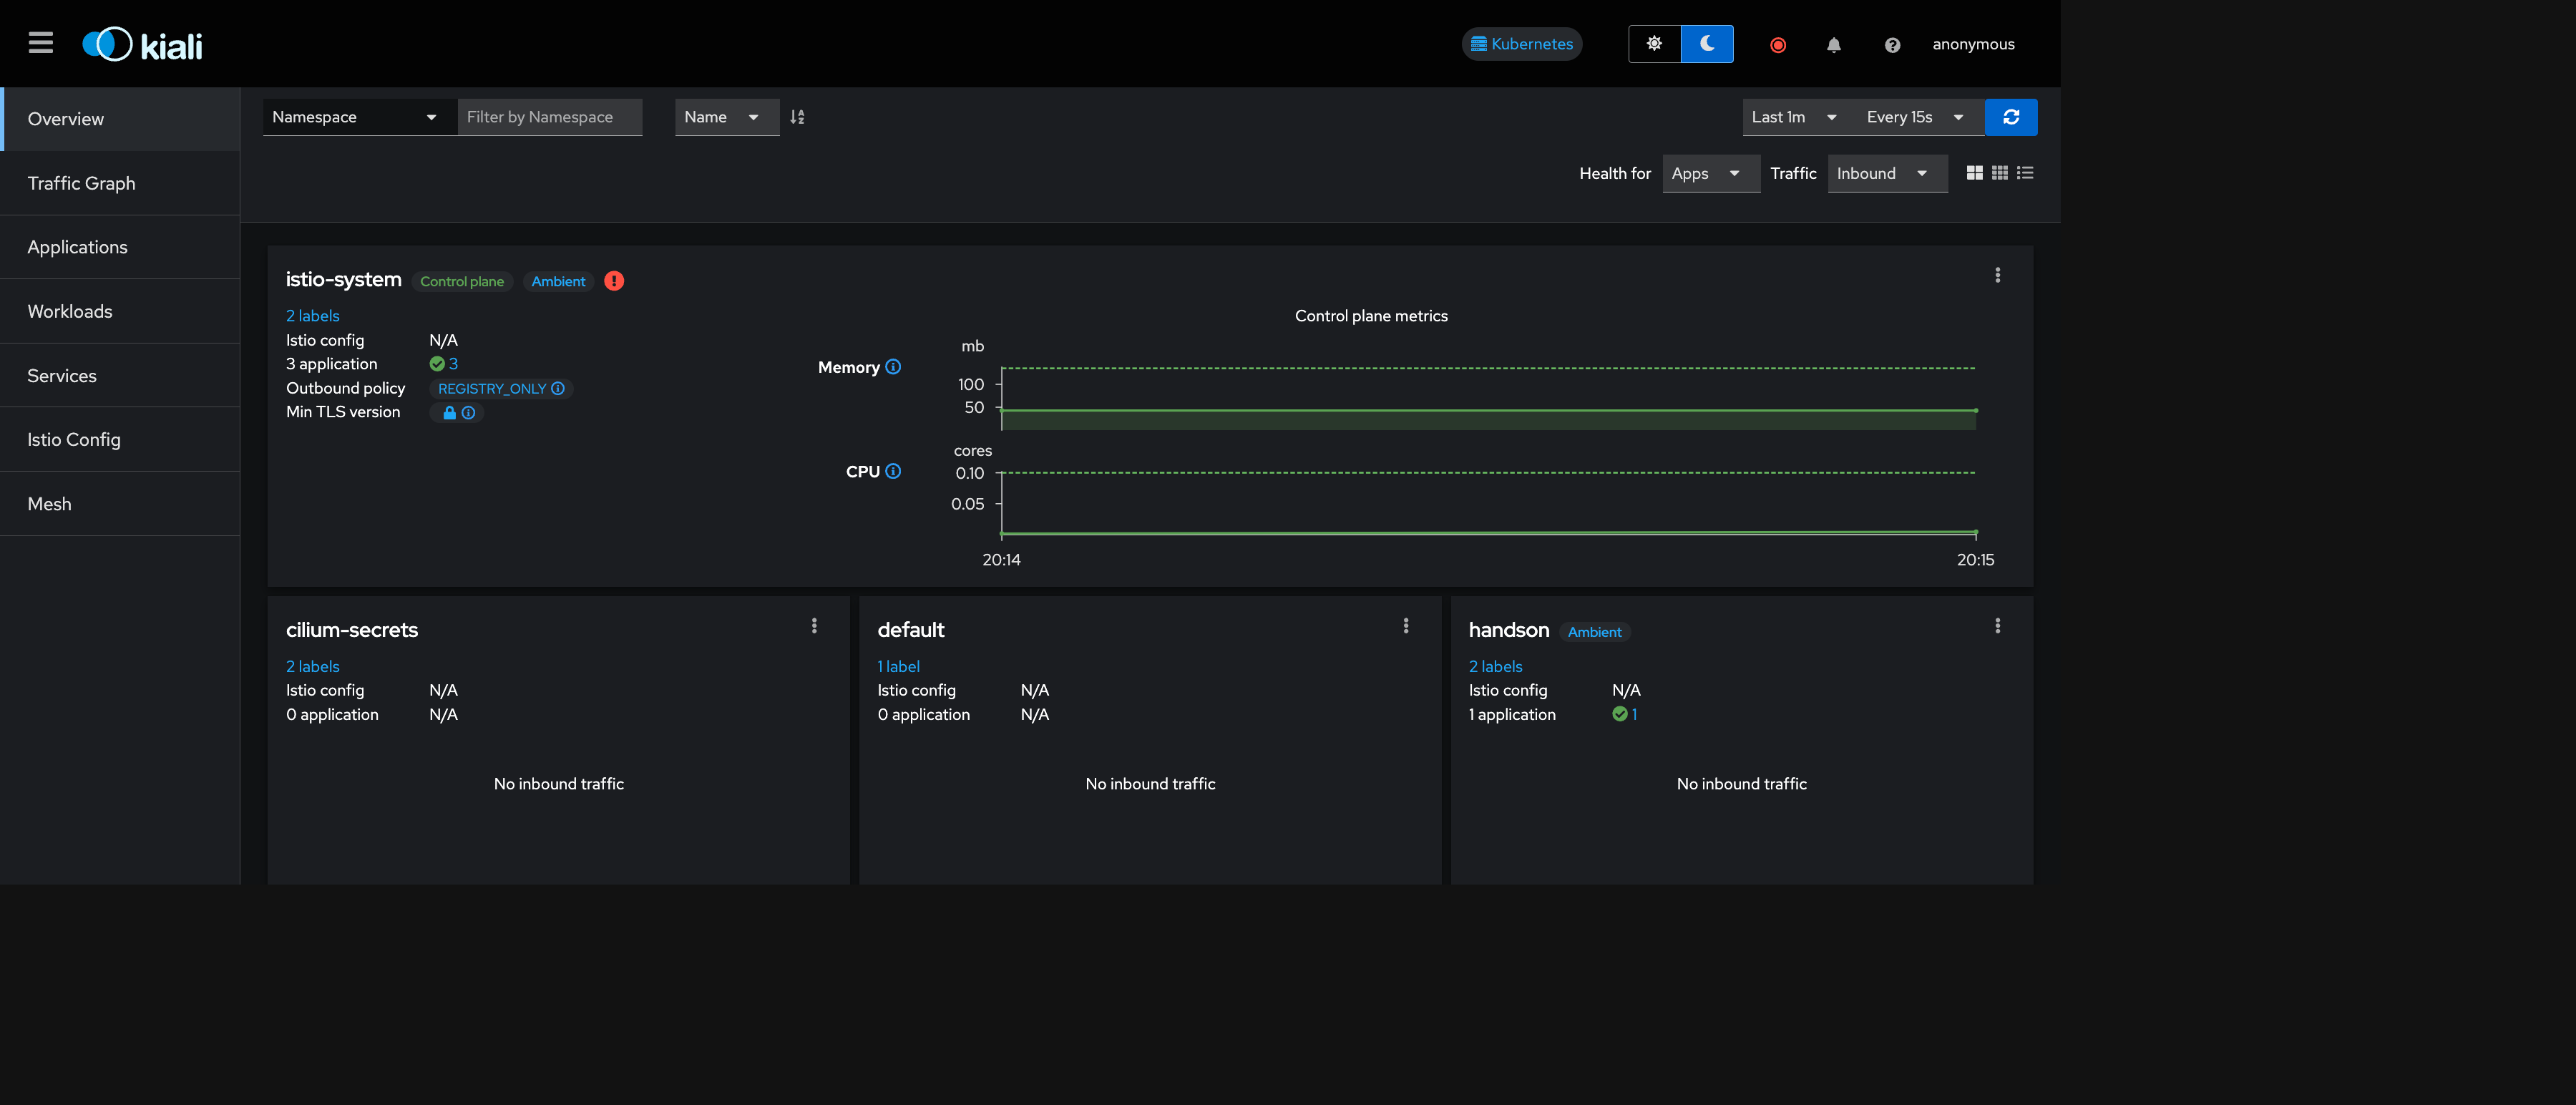 kiali
Kubernetes
anonymous
Overview
Traffic Graph
Applications
Workloads
Services
Istio Config
Mesh
Namespace
Filter by Namespace
Name
Last 1m
Every 15s
Health for
Apps
Traffic
Inbound
istio-system
Control plane
Ambient
2 labels
Istio config N/A
3 application 3
Outbound policy REGISTRY_ONLY
Min TLS version
Control plane metrics
Memory
mb
100
50
CPU
cores
0.10
0.05
20:14
20:15
cilium-secrets
2 labels
Istio config N/A
0 application N/A
No inbound traffic
default
1 label
Istio config N/A
0 application N/A
No inbound traffic
handson
Ambient
2 labels
Istio config N/A
1 application 1
No inbound traffic